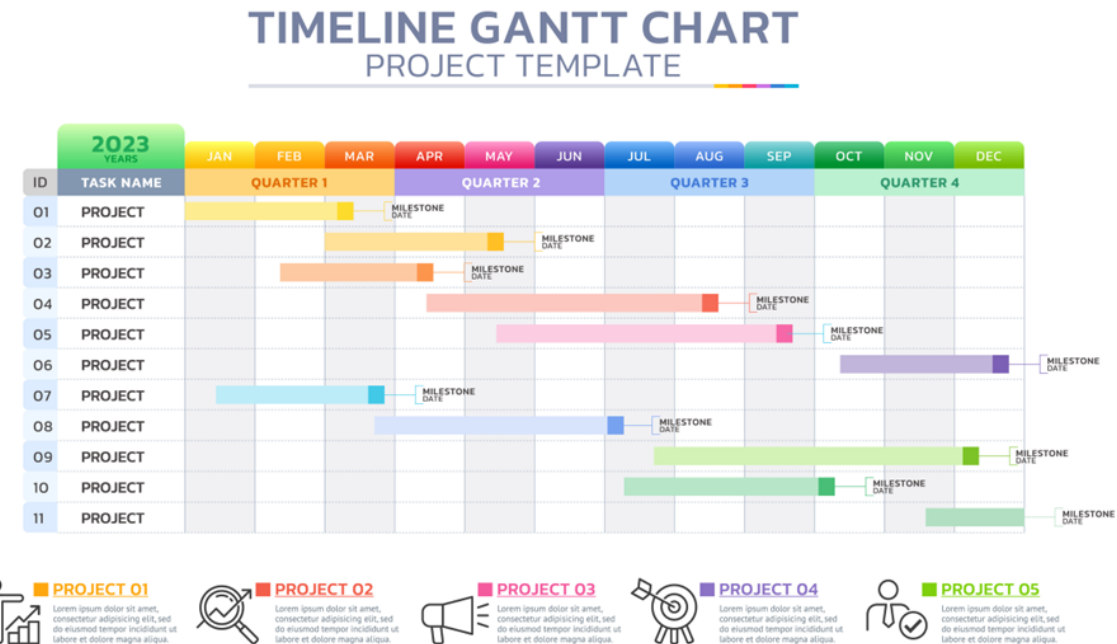 TIMELINE GANTT CHART
PROJECT TEMPLATE
2023
YEARS
JAN FEB MAR APR MAY JUN JUL AUG SEP OCT NOV DEC
ID TASK NAME QUARTER 1 QUARTER 2 QUARTER 3 QUARTER 4
01 PROJECT MILESTONE
DATE
02 PROJECT MILESTONE
DATE
03 PROJECT MILESTONE
DATE
04 PROJECT MILESTONE
DATE
05 PROJECT MILESTONE
DATE
06 PROJECT MILESTONE
DATE
07 PROJECT MILESTONE
DATE
08 PROJECT MILESTONE
DATE
09 PROJECT MILESTONE
DATE
10 PROJECT MILESTONE
DATE
11 PROJECT MILESTONE
DATE
PROJECT 01
Lorem ipsum dolor sit amet,
consectetur adipisicing elit, sed
do eiusmod tempor incididunt ut
labore et dolore magna aliqua.
PROJECT 02
Lorem ipsum dolor sit amet,
consectetur adipisicing elit, sed
do eiusmod tempor incididunt ut
labore et dolore magna aliqua.
PROJECT 03
Lorem ipsum dolor sit amet,
consectetur adipisicing elit, sed
do eiusmod tempor incididunt ut
labore et dolore magna aliqua.
PROJECT 04
Lorem ipsum dolor sit amet,
consectetur adipisicing elit, sed
do eiusmod tempor incididunt ut
labore et dolore magna aliqua.
PROJECT 05
Lorem ipsum dolor sit amet,
consectetur adipisicing elit, sed
do eiusmod tempor incididunt ut
labore et dolore magna aliqua.